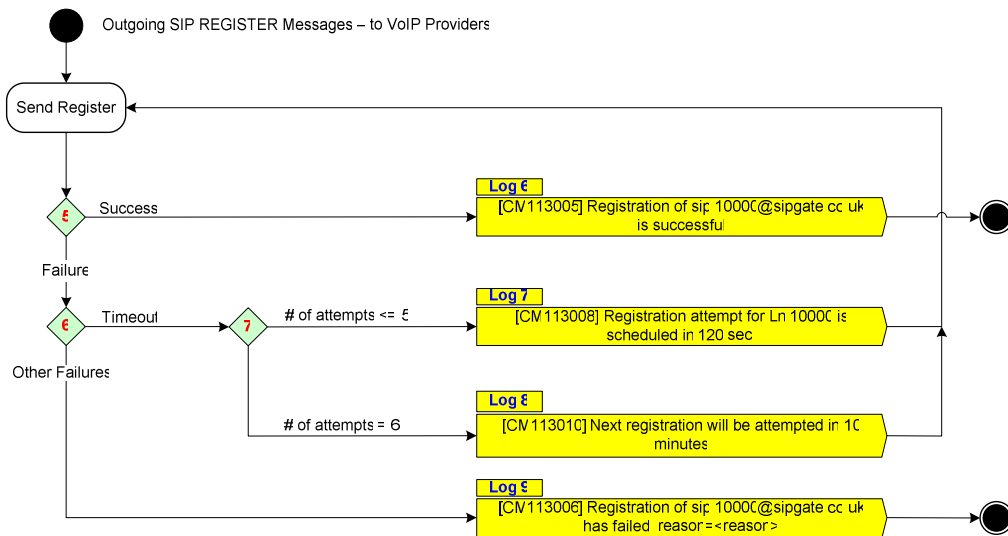 Outgoing SIP REGISTER Messages – to VoIP Providers
Send Register
Log 6
5
Success
[CM113005] Registration of sip 10000@sipgate co uk
is successful
Failure
Log 7
6
Timeout
7
# of attempts <= 5
[CM113008] Registration attempt for Ln 10000 is
scheduled in 120 sec
Other Failures
Log 8
# of attempts = 6
[CM113010] Next registration will be attempted in 10
minutes
Log 9
[CM113006] Registration of sip 10000@sipgate co uk
has failed reason=<reason>